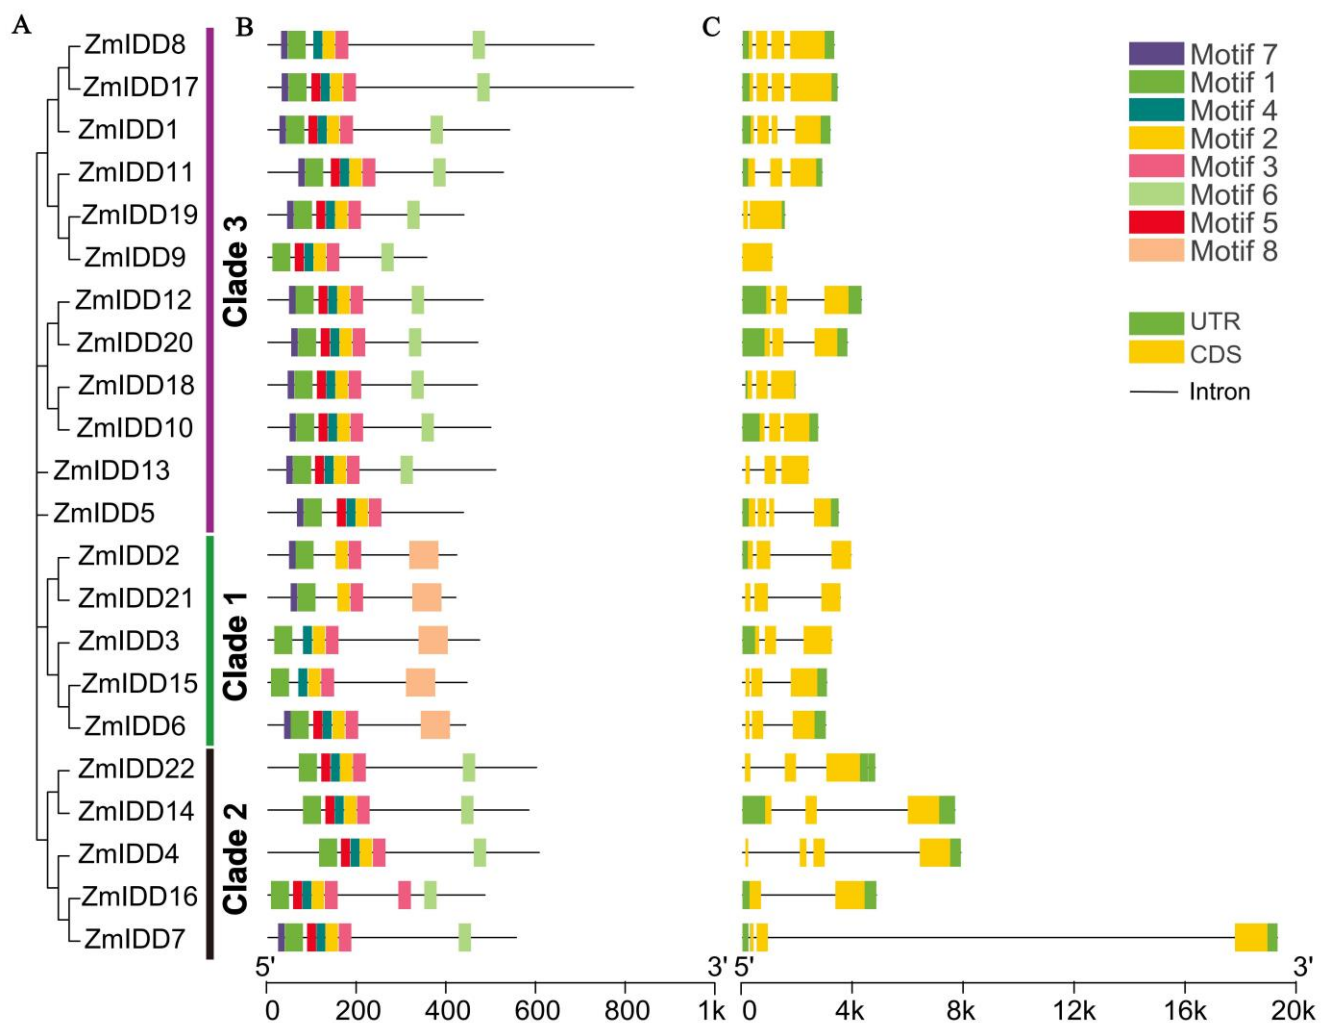 A
B
C
ZmIDD8
ZmIDD17
ZmIDD1
ZmIDD11
ZmIDD19
ZmIDD9
ZmIDD12
ZmIDD20
ZmIDD18
ZmIDD10
ZmIDD13
ZmIDD5
ZmIDD2
ZmIDD21
ZmIDD3
ZmIDD15
ZmIDD6
ZmIDD22
ZmIDD14
ZmIDD4
ZmIDD16
ZmIDD7
Clade 3
Clade 1
Clade 2
Motif 7
Motif 1
Motif 4
Motif 2
Motif 3
Motif 6
Motif 5
Motif 8
UTR
CDS
Intron
5' 3'
0 200 400 600 800 1k
5' 3'
0 4k 8k 12k 16k 20k